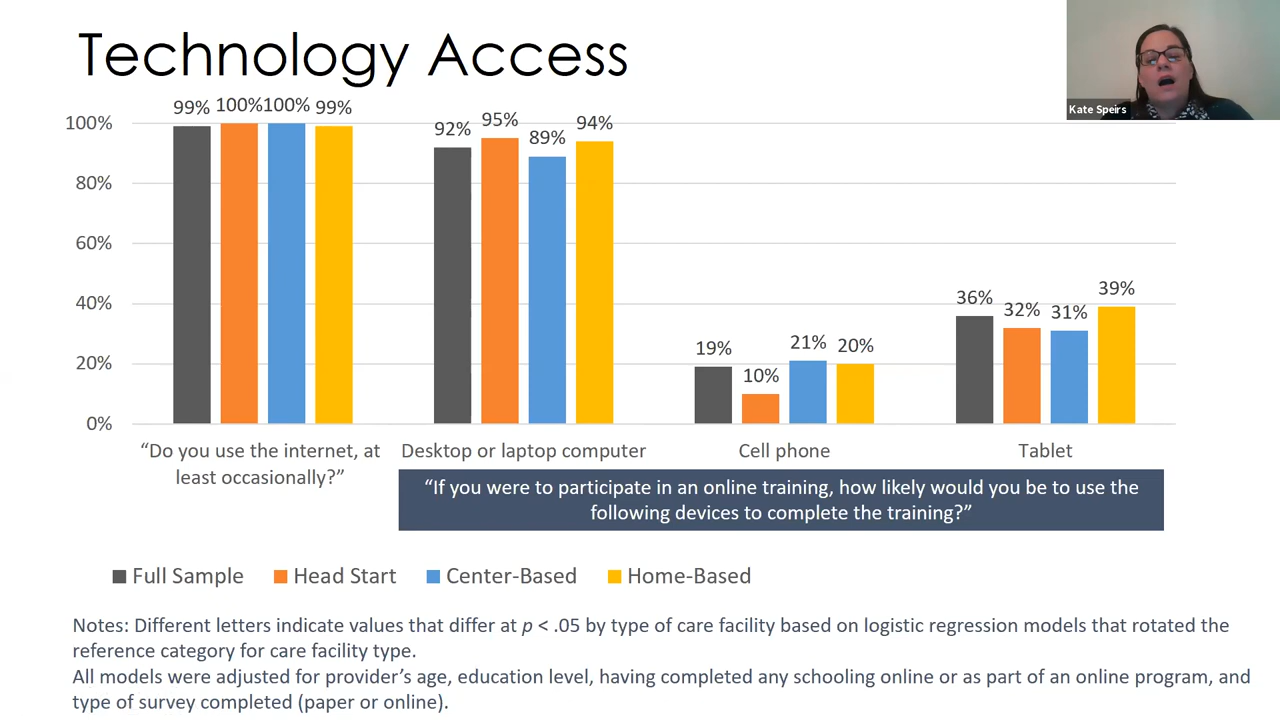 Technology Access
Kate Speirs
99% 100% 100% 99%
92% 95% 89% 94%
19% 10% 21% 20%
36% 32% 31% 39%
100%
80%
60%
40%
20%
0%
“Do you use the internet, at
least occasionally?”
Desktop or laptop computer
Cell phone
Tablet
“If you were to participate in an online training, how likely would you be to use the
following devices to complete the training?”
Full Sample Head Start Center-Based Home-Based
Notes: Different letters indicate values that differ at p < .05 by type of care facility based on logistic regression models that rotated the
reference category for care facility type.
All models were adjusted for provider’s age, education level, having completed any schooling online or as part of an online program, and
type of survey completed (paper or online).